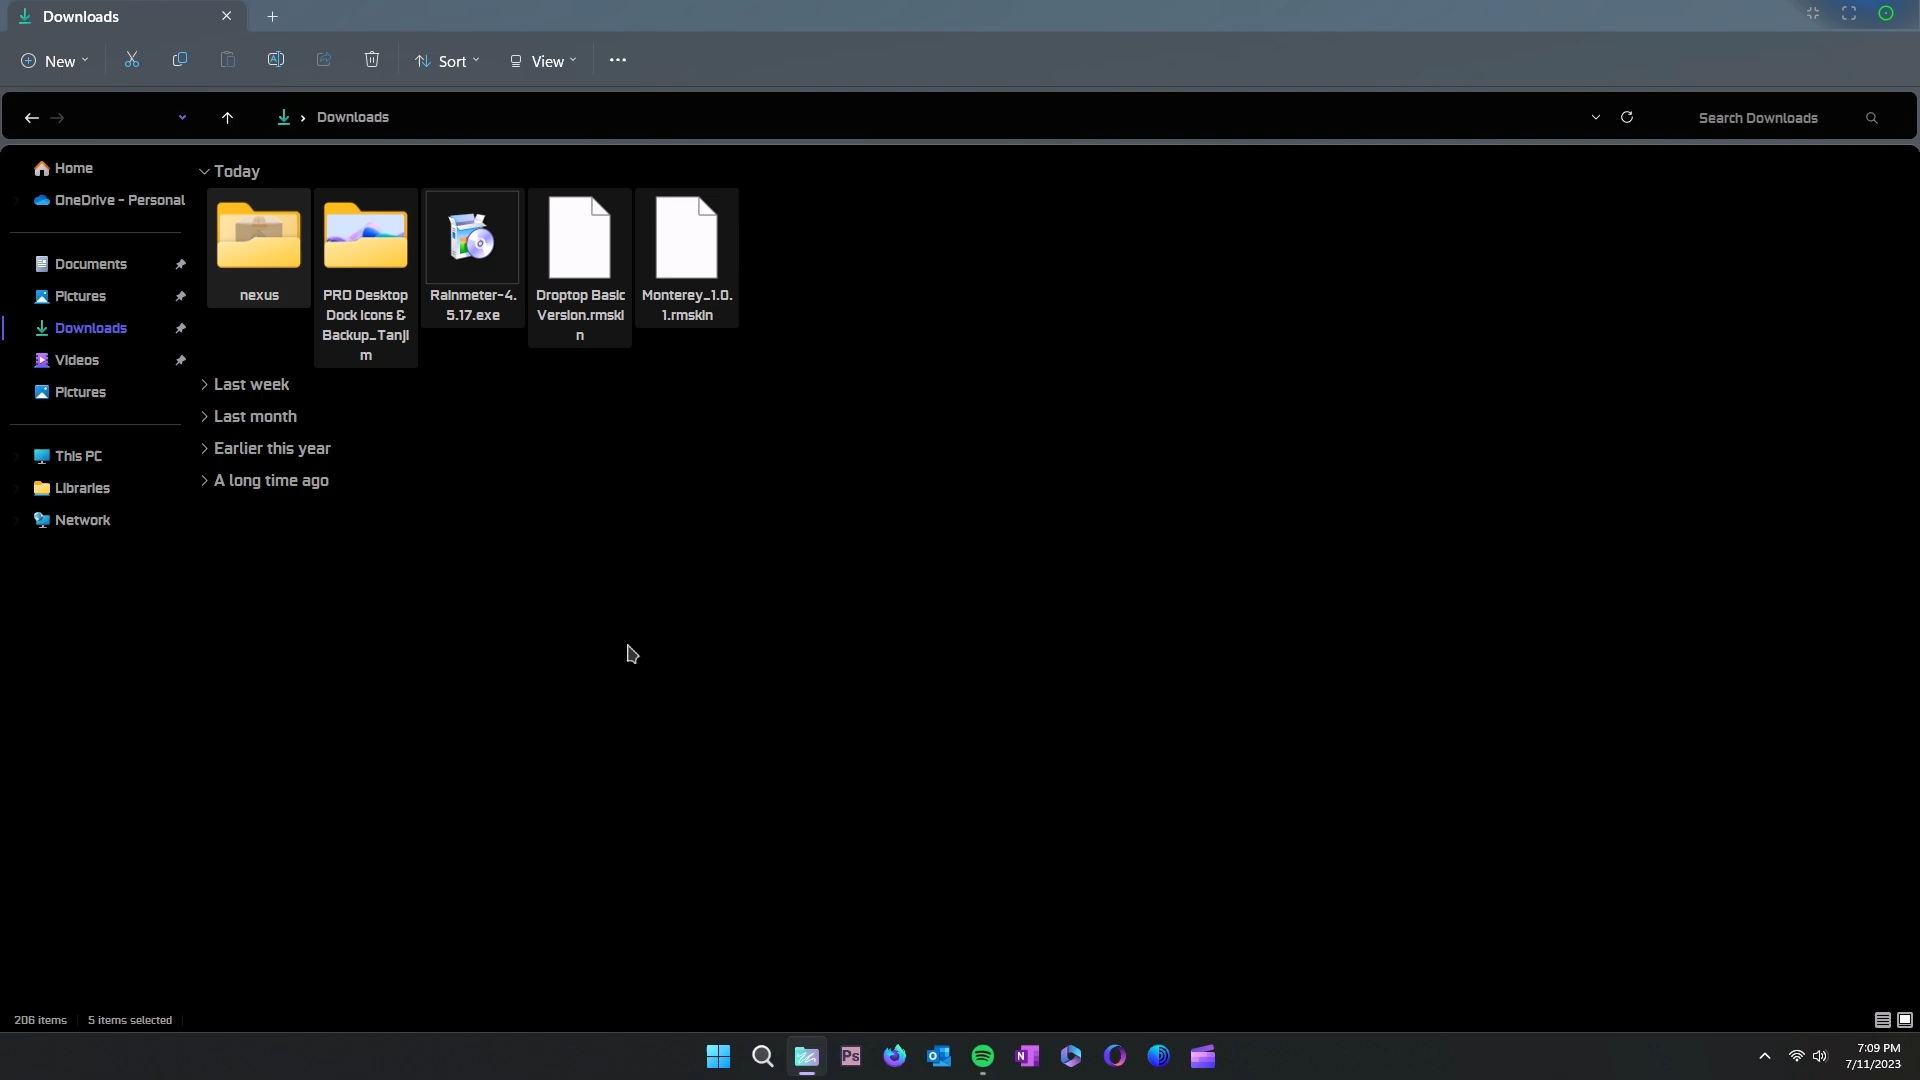 Downloads
New
Sort
View
Downloads
Search Downloads
Home
OneDrive - Personal
Documents
Pictures
Downloads
Videos
Pictures
This PC
Libraries
Network
Today
nexus
PRO Desktop
Dock Icons &
Backup_Tanji
m
Rainmeter-4.
5.17.exe
Droptop Basic
Version.rmski
n
Monterey_1.0.
1.rmskin
Last week
Last month
Earlier this year
A long time ago
206 items
5 items selected
Ps
N
7:09 PM
7/11/2023